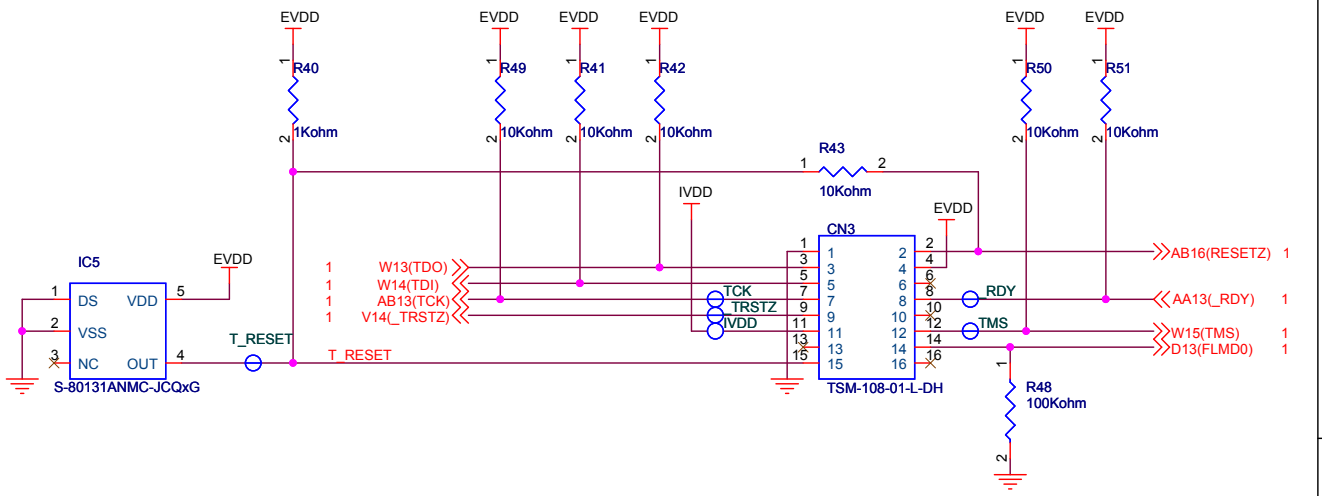 EVDD EVDD EVDD EVDD EVDD EVDD
1 R40 1 R49 1 R41 1 R42 1 R50 1 R51
1Kohm 10Kohm 10Kohm 10Kohm 10Kohm 10Kohm
2 2 2 2 2 2
R43
1 2
10Kohm
IVDD EVDD
CN3
1 1 2 2 AB16(RESETZ) 1
1 W13(TDO) 3 3 4 4
1 W14(TDI) 5 5 6 6
1 AB13(TCK) TCK 7 7 8 8 _RDY AA13(_RDY) 1
1 V14(_TRSTZ) _TRSTZ 9 9 10 10
IVDD 11 11 12 12 TMS W15(TMS) 1
13 13 14 14 D13(FLMD0) 1
T_RESET 15 15 16 16
TSM-108-01-L-DH
IC5 EVDD
1 DS VDD 5
2 VSS
3 NC OUT 4 T_RESET
S-80131ANMC-JCQxG
1 R48
100Kohm
2